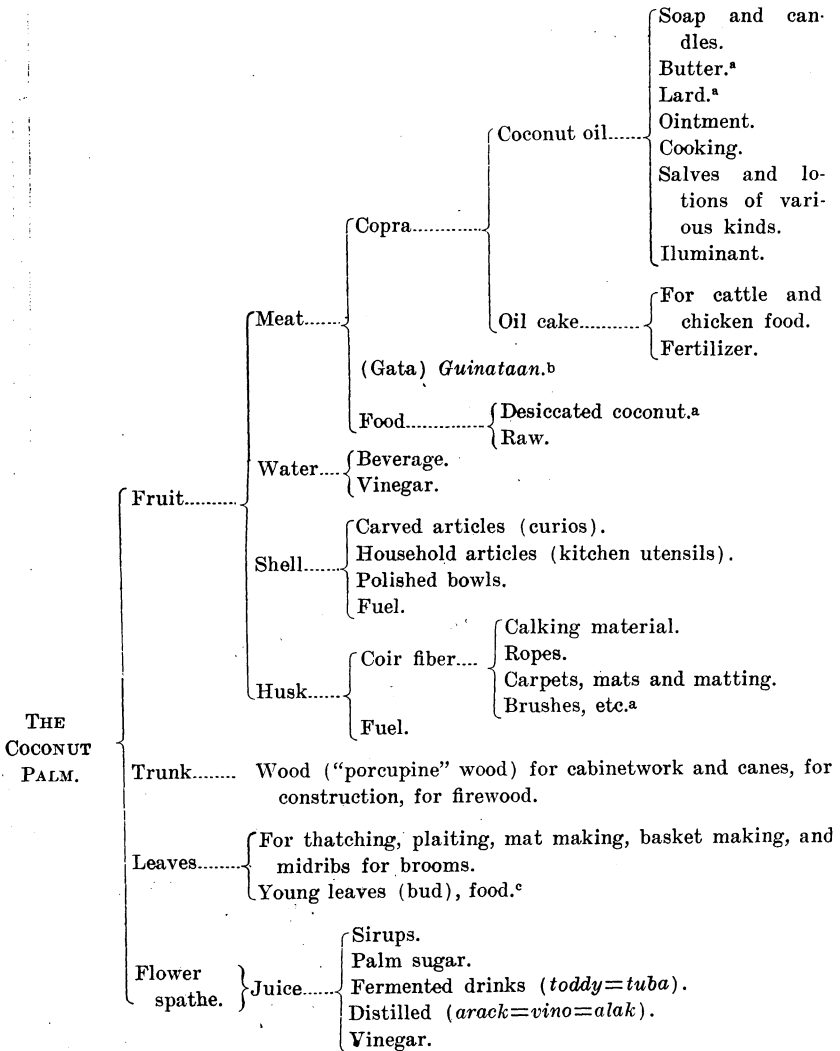 Soap and can-
dles.
Butter.ª
Lard.ª
Ointment.
Coconut oil......
Cooking.
Salves and lo-
tions of vari-
ous kinds.
Iluminant.
Copra............
For cattle and
chicken food.
Oil cake..........
Fertilizer.
Meat......
(Gata) Guinataan.b
Food.............
Desiccated coconut.ª
Raw.
Water....
Beverage.
Vinegar.
Fruit.........
Carved articles (curios).
Household articles (kitchen utensils).
Shell......
Polished bowls.
Fuel.
Calking material.
Coir fiber....
Ropes.
Carpets, mats and matting.
Husk......
Brushes, etc.ª
Fuel.
THE
COCONUT
PALM.
Trunk........ Wood ("porcupine" wood) for cabinetwork and canes, for
construction, for firewood.
For thatching, plaiting, mat making, basket making, and
Leaves........ midribs for brooms.
Young leaves (bud), food.c
Sirups.
Palm sugar.
Flower
spathe.
Juice......
Fermented drinks (toddy=tuba).
Distilled (arack=vino=alak).
Vinegar.